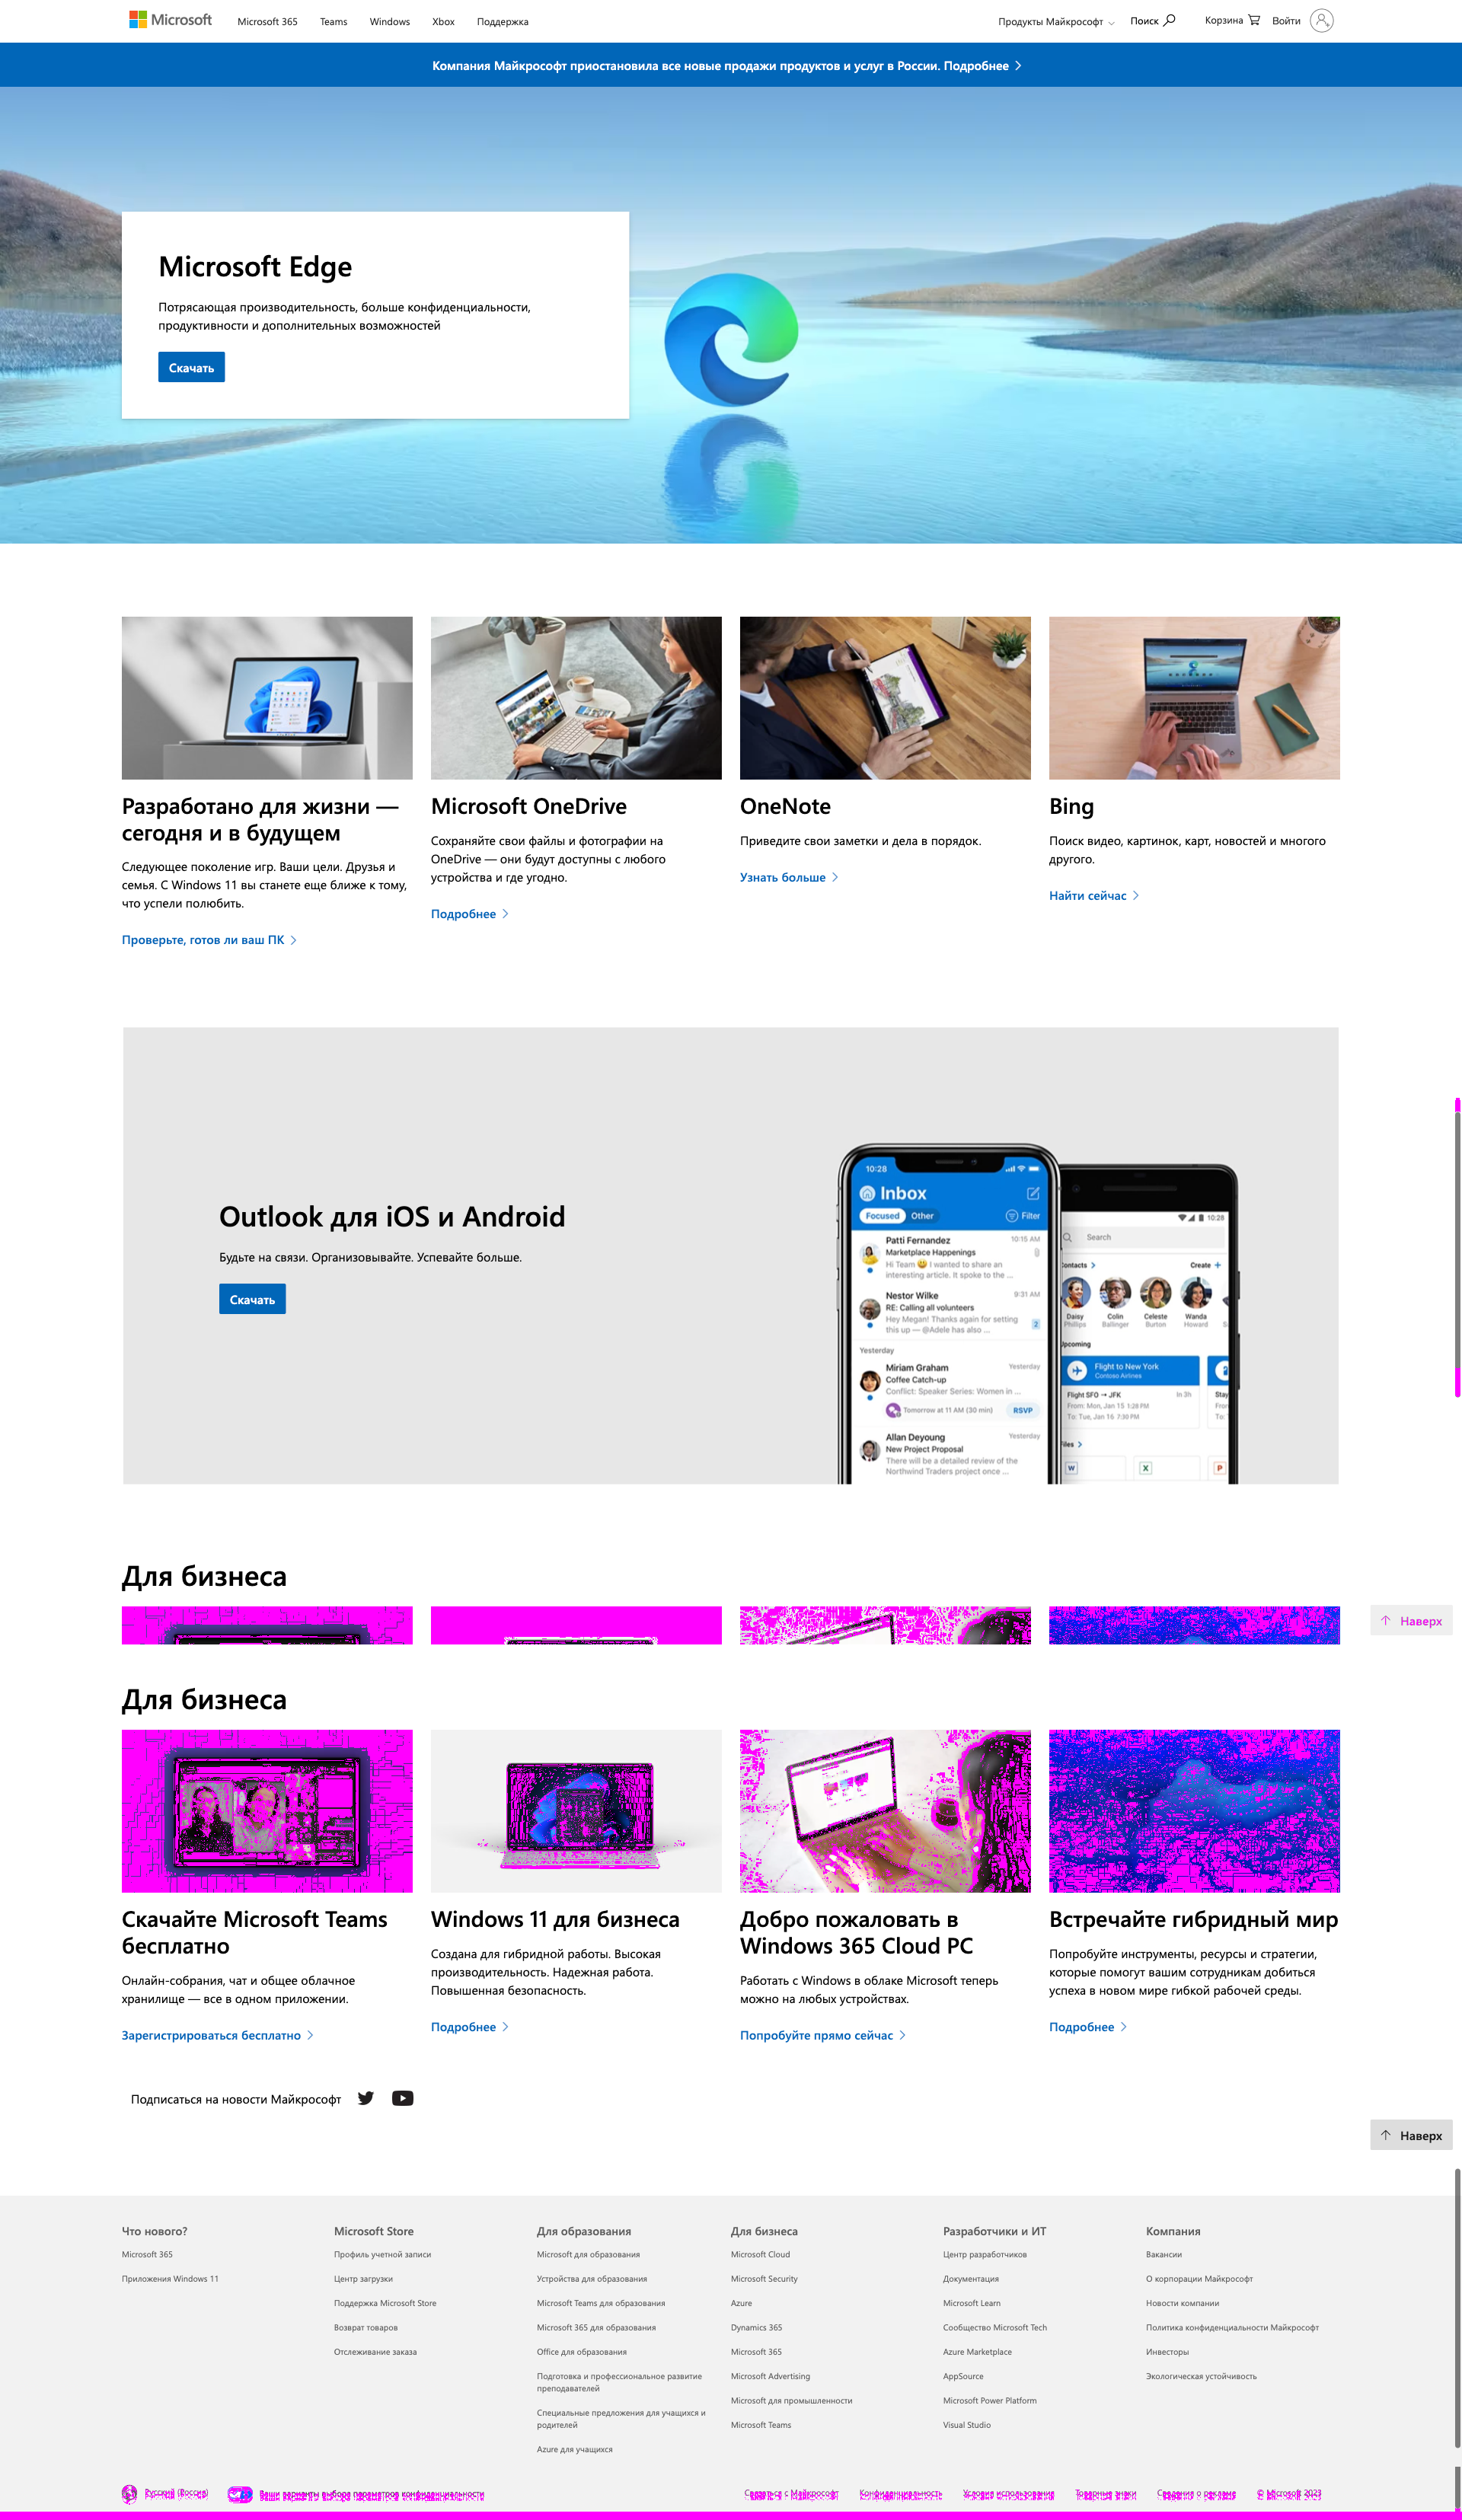 Microsoft
Microsoft 365
Teams
Windows
Xbox
Поддержка
Продукты Майкрософт
Поиск
Корзина
Войти
Компания Майкрософт приостановила все новые продажи продуктов и услуг в России. Подробнее
Microsoft Edge
Потрясающая производительность, больше конфиденциальности,
продуктивности и дополнительных возможностей
Скачать
Разработано для жизни —
сегодня и в будущем
Следующее поколение игр. Ваши цели. Друзья и
семья. С Windows 11 вы станете еще ближе к тому,
что успели полюбить.
Проверьте, готов ли ваш ПК
Microsoft OneDrive
Сохраняйте свои файлы и фотографии на
OneDrive — они будут доступны с любого
устройства и где угодно.
Подробнее
OneNote
Приведите свои заметки и дела в порядок.
Узнать больше
Bing
Поиск видео, картинок, карт, новостей и многого
другого.
Найти сейчас
Outlook для iOS и Android
Будьте на связи. Организовывайте. Успевайте больше.
Скачать
10:28
Inbox
Focused
Other
Filter
Patti Fernandez
10:15 AM
Marketplace Happenings
Hi Team 😀 I wanted to share an
interesting article. It spoke to the ...
Nestor Wilke
9:31 AM
RE: Calling all volunteers
Hey Megan! Thanks again for setting
this up — @Adele has also ...
2
Yesterday
Miriam Graham
Yesterday
Coffee Catch-up
Conflict: Speaker Series: Women in ...
Tomorrow at 11 AM (30 min)
RSVP
Allan Deyoung
Yesterday
New Project Proposal
There will be a detailed review of the
Northwind Traders project once ...
10:28
Search
ontacts
Create +
Daisy
Phillips
Colin
Ballinger
Celeste
Burton
Wanda
Howard
Upcoming
Flight to New York
Contoso Airlines
Flight SFO → JFK
In 3h
From: Mon, Jan 15 1:28 PM
To: Tue, Jan 16 7:30 PM
iles
W
X
P
Для бизнеса
Наверх
Для бизнеса
Скачайте Microsoft Teams
бесплатно
Онлайн-собрания, чат и общее облачное
хранилище — все в одном приложении.
Зарегистрироваться бесплатно
Windows 11 для бизнеса
Создана для гибридной работы. Высокая
производительность. Надежная работа.
Повышенная безопасность.
Подробнее
Добро пожаловать в
Windows 365 Cloud PC
Работать с Windows в облаке Microsoft теперь
можно на любых устройствах.
Попробуйте прямо сейчас
Встречайте гибридный мир
Попробуйте инструменты, ресурсы и стратегии,
которые помогут вашим сотрудникам добиться
успеха в новом мире гибкой рабочей среды.
Подробнее
Подписаться на новости Майкрософт
Наверх
Что нового?
Microsoft 365
Приложения Windows 11
Microsoft Store
Профиль учетной записи
Центр загрузки
Поддержка Microsoft Store
Возврат товаров
Отслеживание заказа
Для образования
Microsoft для образования
Устройства для образования
Microsoft Teams для образования
Microsoft 365 для образования
Office для образования
Подготовка и профессиональное развитие
преподавателей
Специальные предложения для учащихся и
родителей
Azure для учащихся
Для бизнеса
Microsoft Cloud
Microsoft Security
Azure
Dynamics 365
Microsoft 365
Microsoft Advertising
Microsoft для промышленности
Microsoft Teams
Разработчики и ИТ
Центр разработчиков
Документация
Microsoft Learn
Сообщество Microsoft Tech
Azure Marketplace
AppSource
Microsoft Power Platform
Visual Studio
Компания
Вакансии
О корпорации Майкрософт
Новости компании
Политика конфиденциальности Майкрософт
Инвесторы
Экологическая устойчивость
Русский (Россия)
Ваши варианты выбора параметров конфиденциальности
Связаться с Майкрософт
Конфиденциальность
Условия использования
Товарные знаки
Сведения о рекламе
© Microsoft 2023